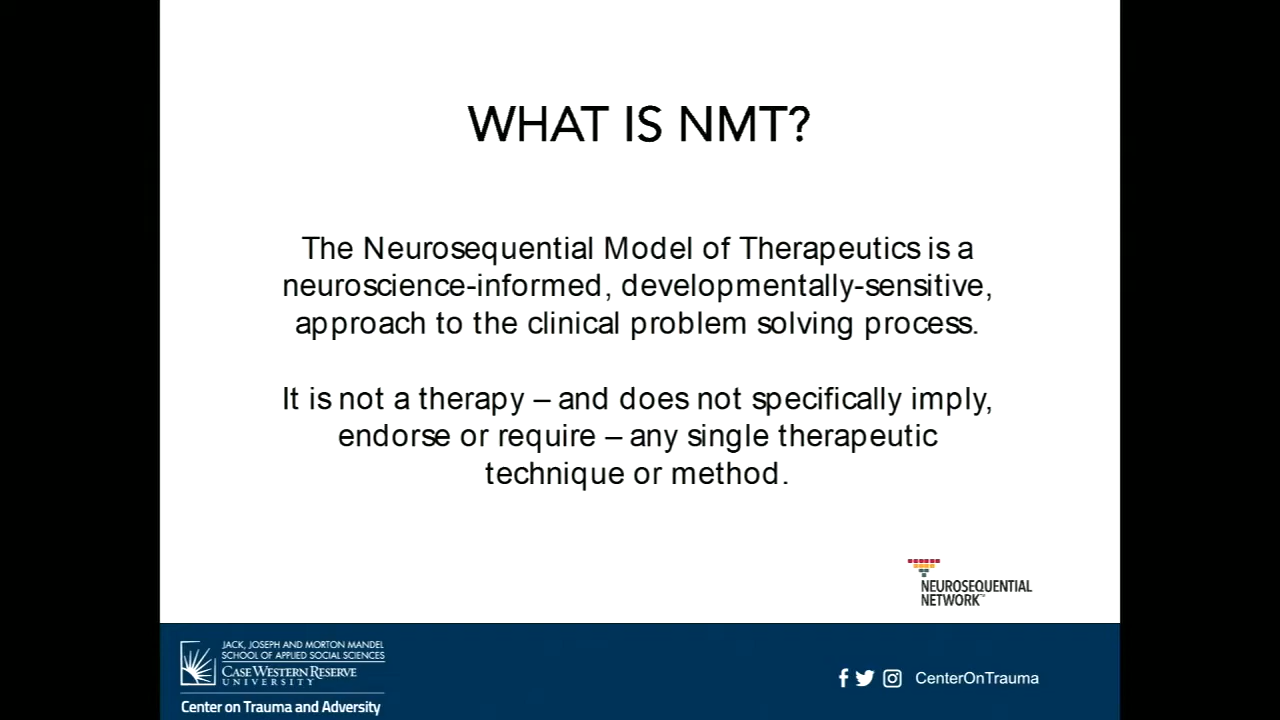 WHAT IS NMT?
The Neurosequential Model of Therapeutics is a
neuroscience-informed, developmentally-sensitive,
approach to the clinical problem solving process.
It is not a therapy – and does not specifically imply,
endorse or require – any single therapeutic
technique or method.
NEUROSEQUENTIAL
NETWORK™
JACK, JOSEPH AND MORTON MANDEL
SCHOOL OF APPLIED SOCIAL SCIENCES
CASE WESTERN RESERVE
UNIVERSITY
Center on Trauma and Adversity
CenterOnTrauma